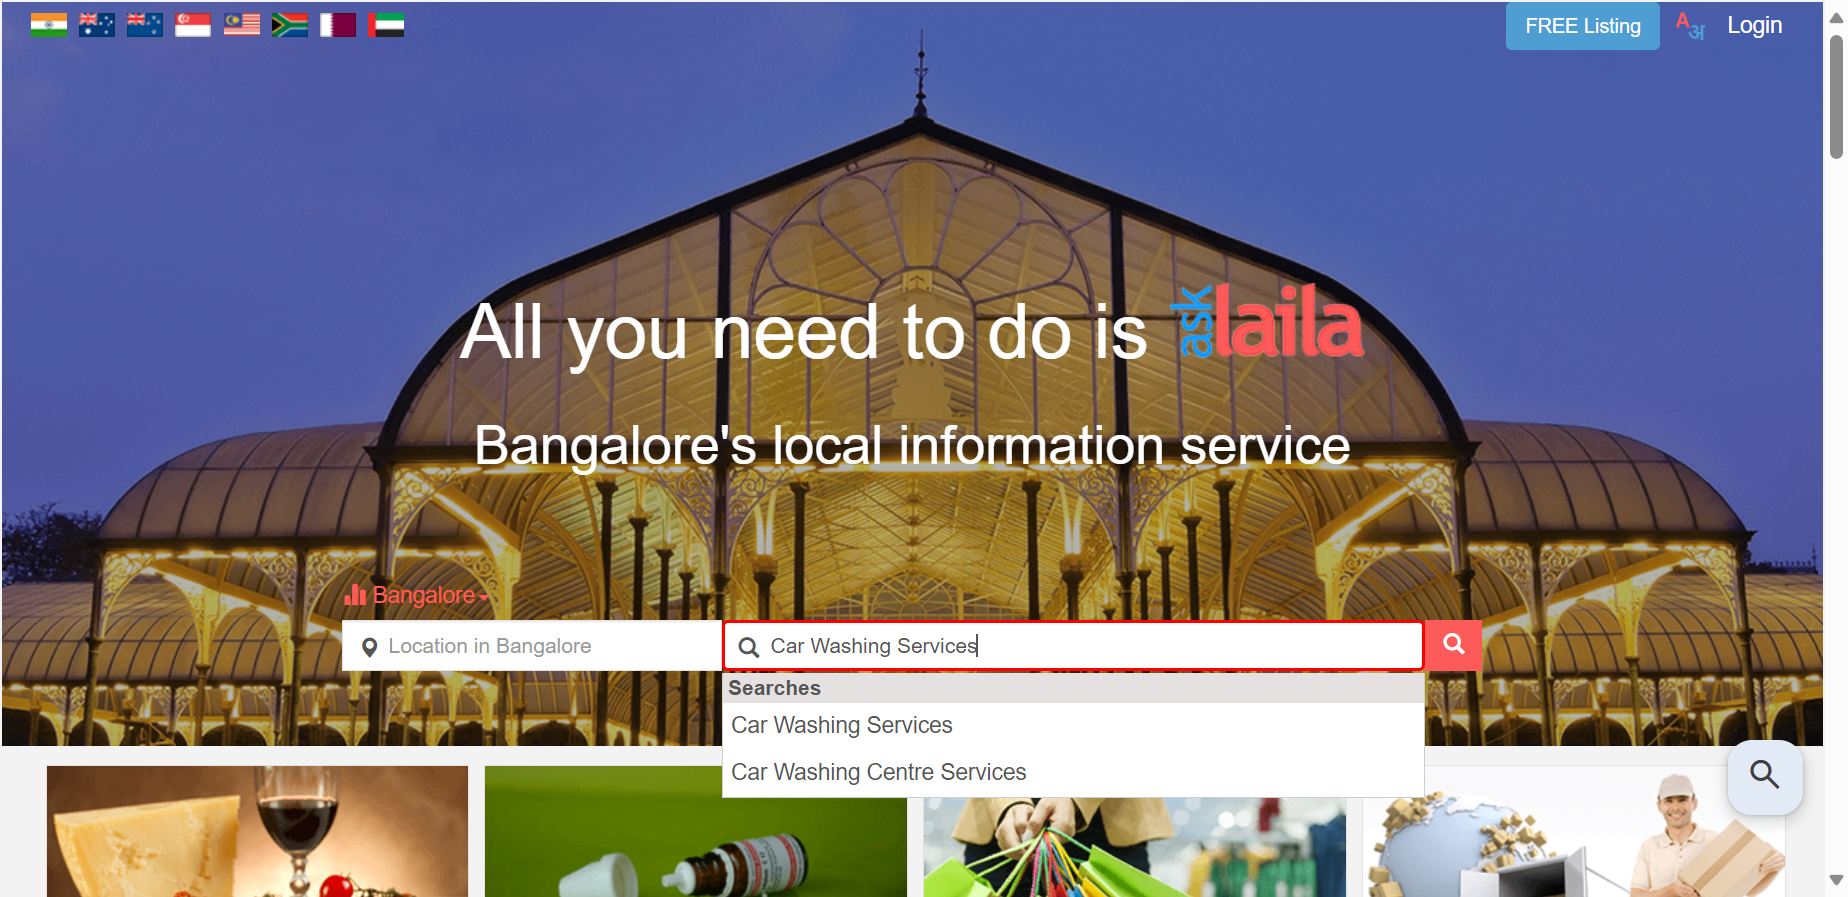 FREE Listing
Aअ
Login
All you need to do is asklaila
Bangalore's local information service
Bangalore
Location in Bangalore
Car Washing Services
Searches
Car Washing Services
Car Washing Centre Services